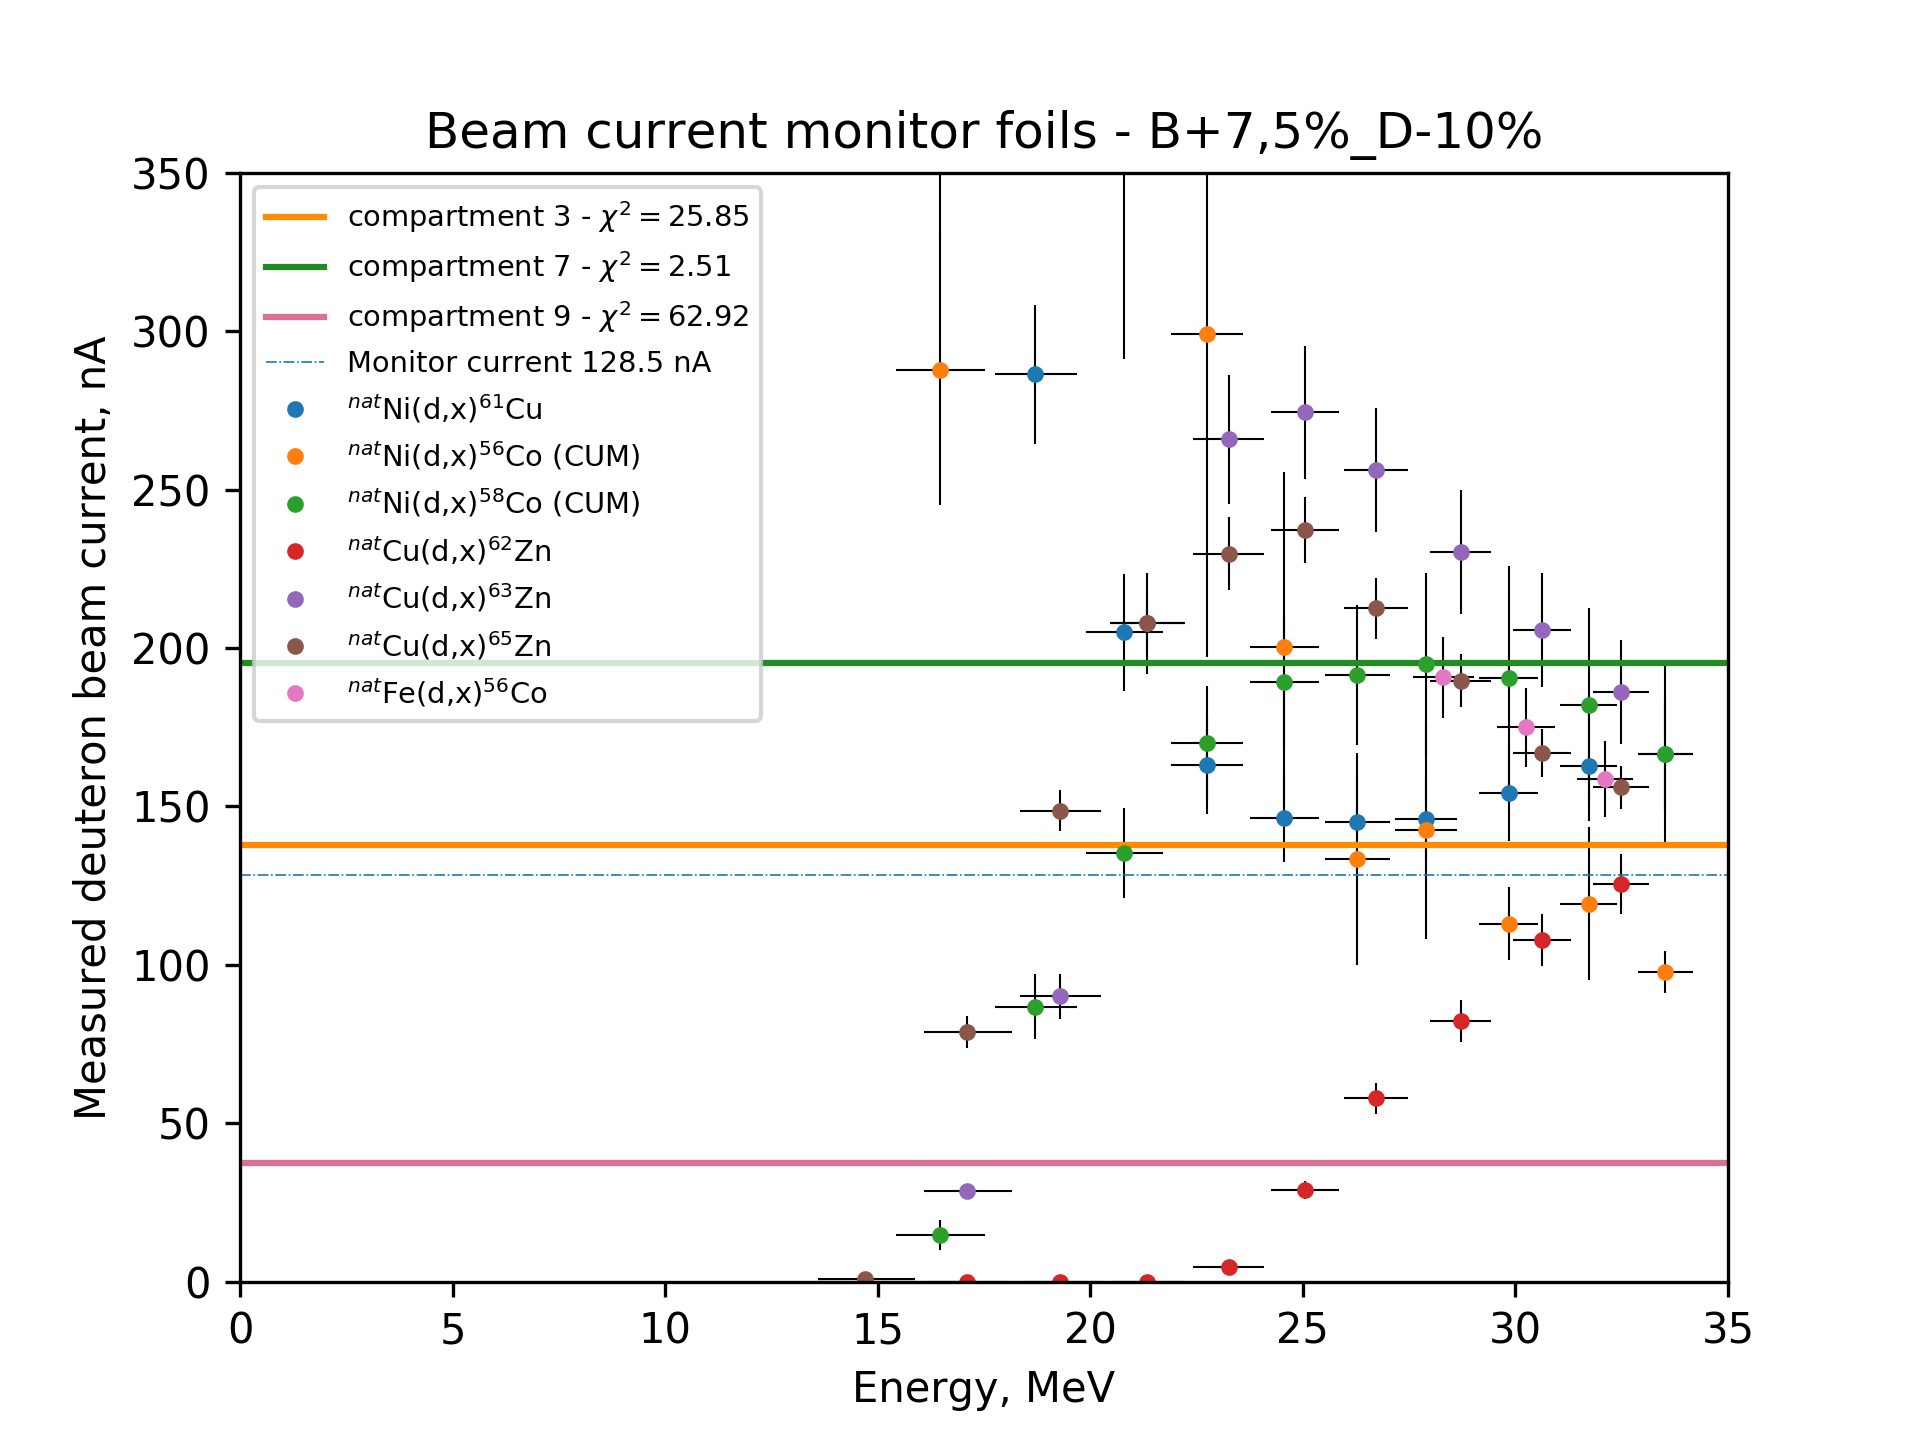 Beam current monitor foils - B+7,5%_D-10%
350
300
250
200
150
100
50
0
Measured deuteron beam current, nA
compartment 3 - χ² = 25.85
compartment 7 - χ² = 2.51
compartment 9 - χ² = 62.92
Monitor current 128.5 nA
ⁿᵃᵗNi(d,x)⁶¹Cu
ⁿᵃᵗNi(d,x)⁵⁶Co (CUM)
ⁿᵃᵗNi(d,x)⁵⁸Co (CUM)
ⁿᵃᵗCu(d,x)⁶²Zn
ⁿᵃᵗCu(d,x)⁶³Zn
ⁿᵃᵗCu(d,x)⁶⁵Zn
ⁿᵃᵗFe(d,x)⁵⁶Co
0 5 10 15 20 25 30 35
Energy, MeV